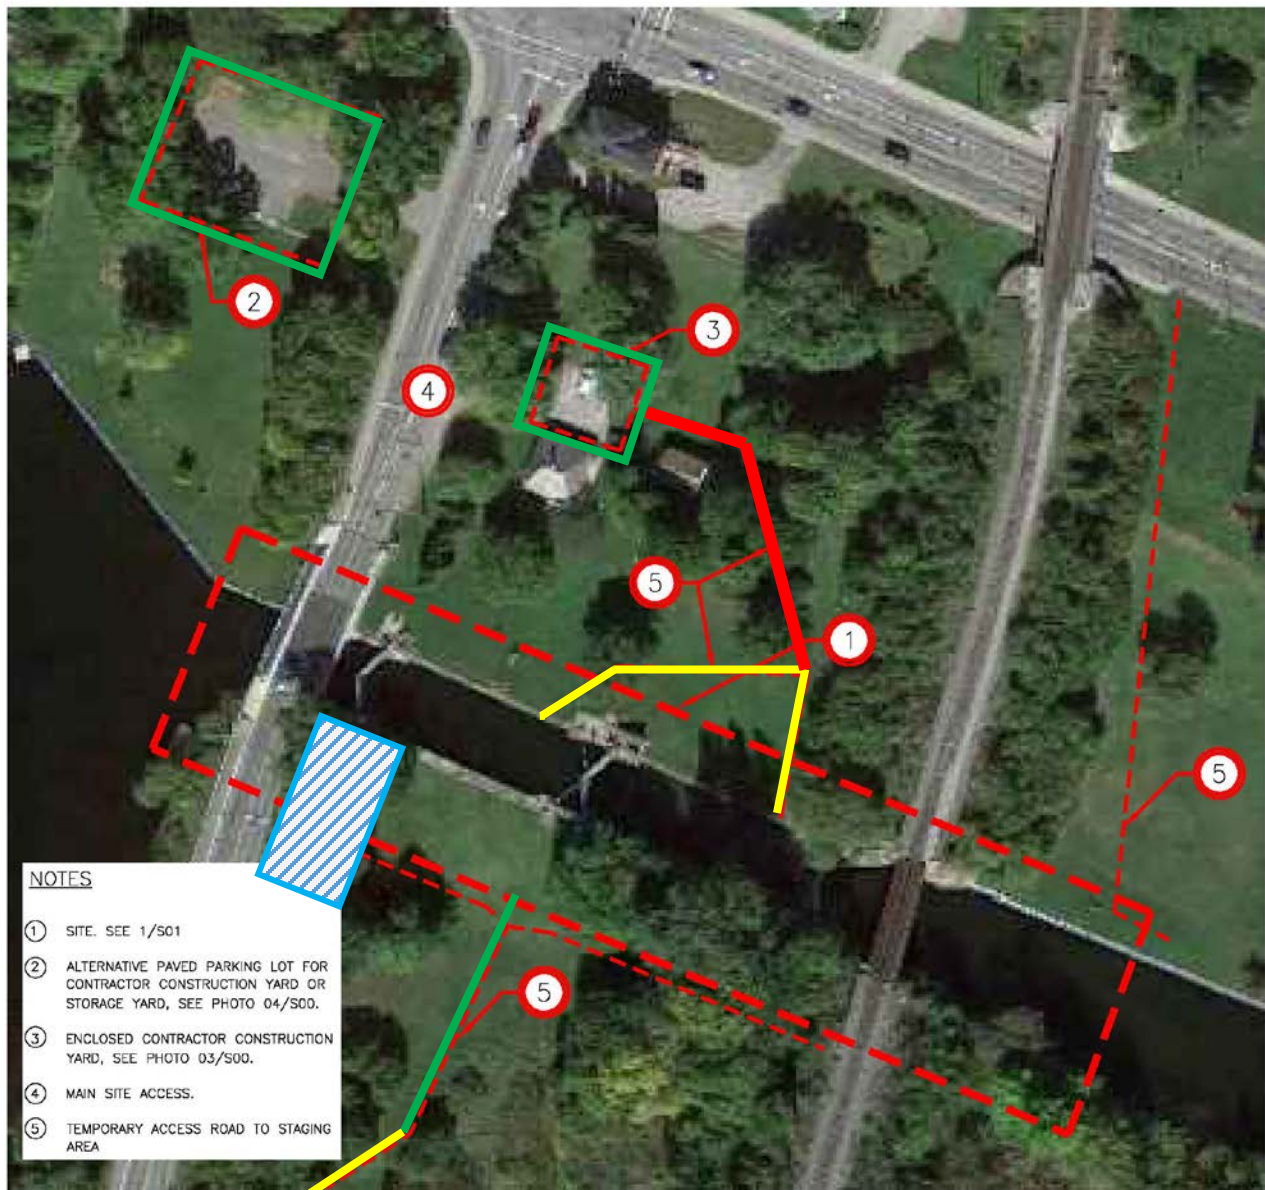 2
3
4
5
1
5
5
NOTES
1 SITE. SEE 1/S01
2 ALTERNATIVE PAVED PARKING LOT FOR
CONTRACTOR CONSTRUCTION YARD OR
STORAGE YARD, SEE PHOTO 04/S00.
3 ENCLOSED CONTRACTOR CONSTRUCTION
YARD, SEE PHOTO 03/S00.
4 MAIN SITE ACCESS.
5 TEMPORARY ACCESS ROAD TO STAGING
AREA